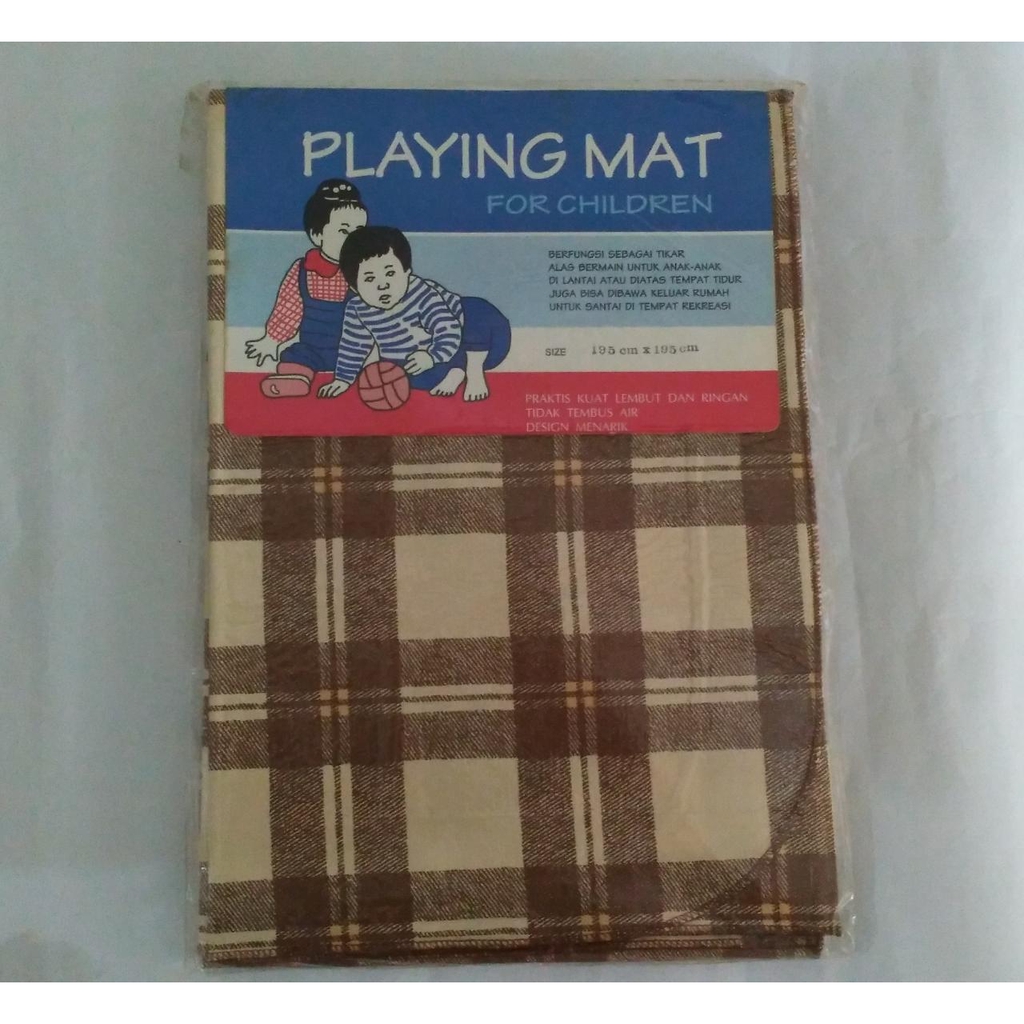 PLAYING MAT
FOR CHILDREN
BERFUNGSI SEBAGAI TIKAR
ALAS BERMAIN UNTUK ANAK-ANAK
DI LANTAI ATAU DIATAS TEMPAT TIDUR
JUGA BISA DIBAWA KELUAR RUMAH
UNTUK SANTAI DI TEMPAT REKREASI
SIZE 195 cm x 195 cm
PRAKTIS KUAT LEMBUT DAN RINGAN
TIDAK TEMBUS AIR
DESIGN MENARIK